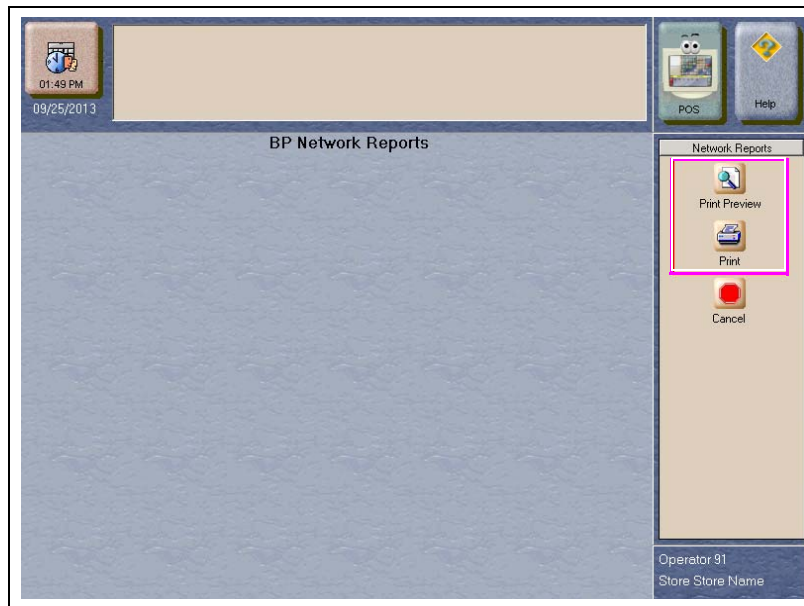 01:49 PM
09/25/2013
POS
Help
BP Network Reports
Network Reports
Print Preview
Print
Cancel
Operator 91
Store Store Name